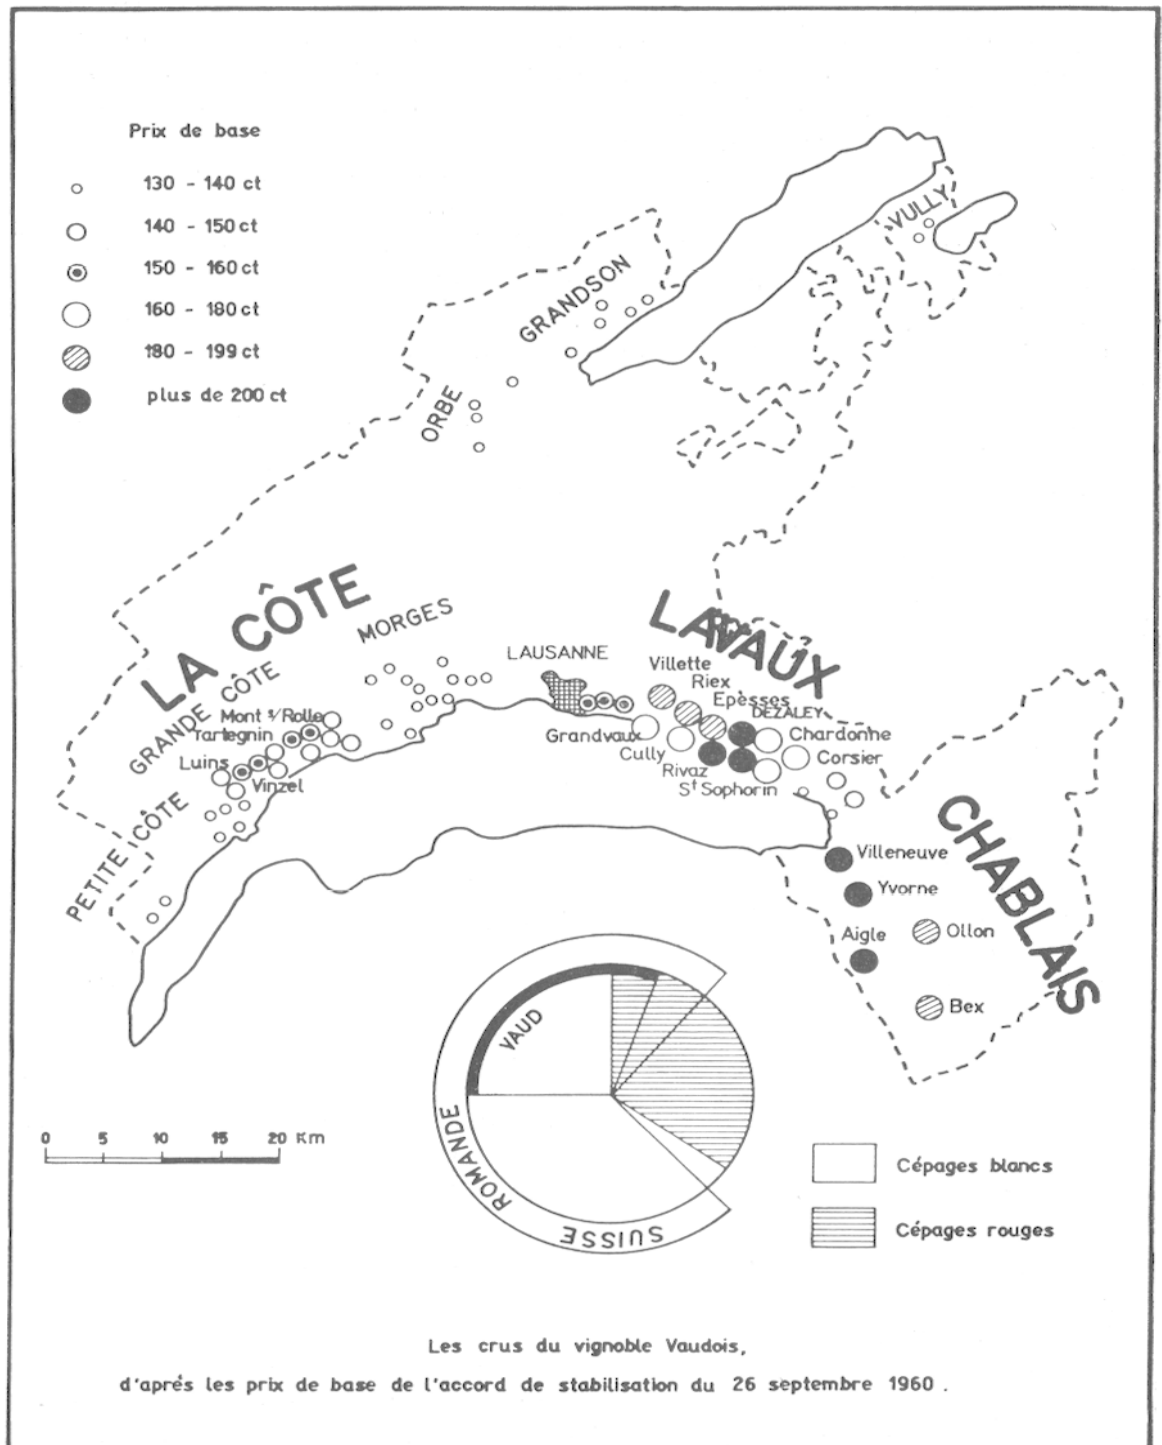 Prix de base
130 - 140 ct
140 - 150 ct
150 - 160 ct
160 - 180 ct
180 - 199 ct
plus de 200 ct
VULLY
GRANDSON
ORBE
LA CÔTE
MORGES
GRANDE CÔTE
PETITE CÔTE
LAUSANNE
LAVAUX
Villette
Riex
Epèsses
DEZALEY
Mont s/Rolle
Tartegnin
Luins
Vinzel
Grandvaux
Cully
Rivaz
St Sophorin
Chardonne
Corsier
CHABLAIS
Villeneuve
Yvorne
Aigle
Ollon
Bex
VAUD
SUISSE ROMANDE
0 5 10 15 20 Km
Cépages blancs
Cépages rouges
Les crus du vignoble Vaudois,
d'aprés les prix de base de l'accord de stabilisation du 26 septembre 1960 .